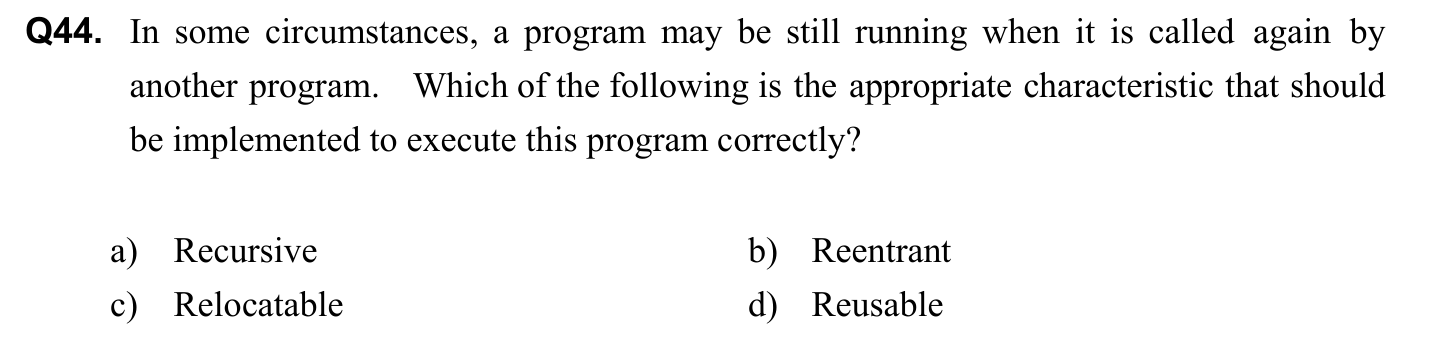 Q44. In some circumstances, a program may be still running when it is called again by
another program. Which of the following is the appropriate characteristic that should
be implemented to execute this program correctly?
a) Recursive b) Reentrant
c) Relocatable d) Reusable